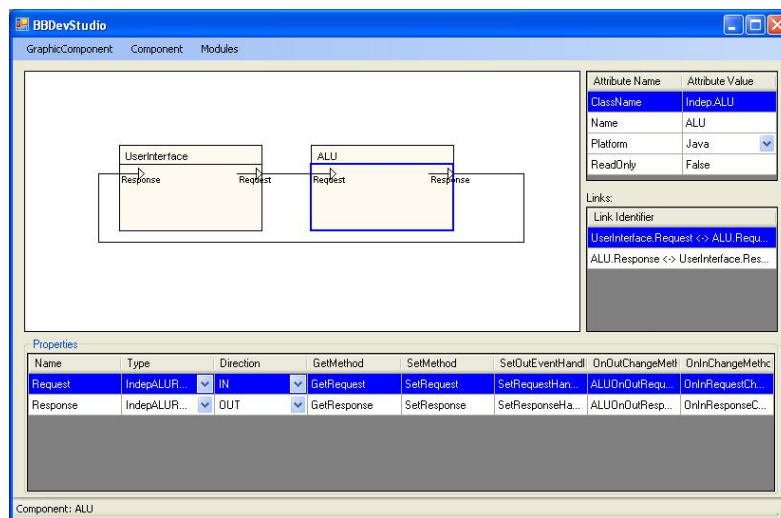 BBDevStudio
GraphicComponent Component Modules
UserInterface
Response Request
ALU
Request Response
Attribute Name Attribute Value
ClassName Indep.ALU
Name ALU
Platform Java
ReadOnly False
Links:
Link Identifier
UserInterface.Request <-> ALU.Requ...
ALU.Response <-> UserInterface.Res...
Properties
Name Type Direction GetMethod SetMethod SetOutEventHandl OnOutChangeMeth OnInChangeMethod
Request IndepALUR... IN GetRequest SetRequest SetRequestHan... ALUOnOutRequ... OnInRequestCh...
Response IndepALUR... OUT GetResponse SetResponse SetResponseHa... ALUOnOutResp... OnInResponseC...
Component: ALU